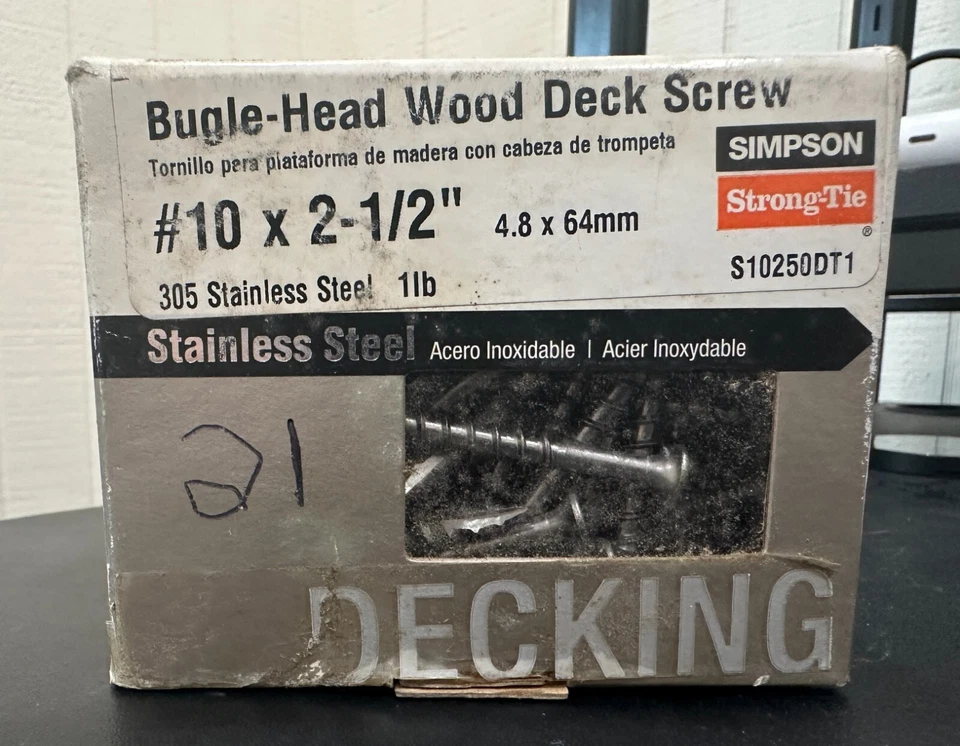 Bugle-Head Wood Deck Screw
Tornillo para plataforma de madera con cabeza de trompeta
SIMPSON
Strong-Tie
®
#10 x 2-1/2" 4.8 x 64mm
S10250DT1
305 Stainless Steel 1lb
Stainless Steel Acero Inoxidable | Acier Inoxydable
21
DECKING